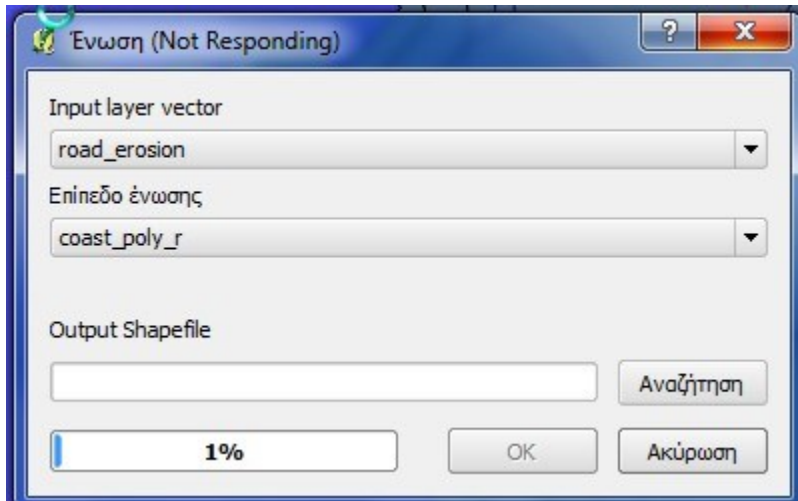 Ένωση (Not Responding)
Input layer vector
road_erosion
Επίπεδο ένωσης
coast_poly_r
Output Shapefile
Αναζήτηση
1%
OK
Ακύρωση